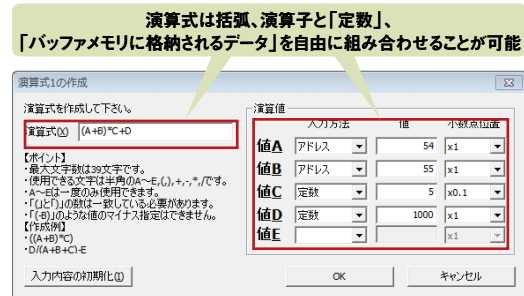 演算式は括弧、演算子と「定数」、
「バッファメモリに格納されるデータ」を自由に組み合わせることが可能
演算式1の作成
演算式を作成して下さい。
演算式(X) (A+B)*C+D
【ポイント】
・最大文字数は39文字です。
・使用できる文字は半角のA～E,(,),+,-,*,/です。
・A～Eは一度のみ使用できます。
・「(」と「)」の数は一致している必要があります。
・「(-B)」のような値のマイナス指定はできません。
【作成例】
・((A+B)*C)
・D/(A+B+C)-E
入力内容の初期化(I)
演算値
入力方法 値 小数点位置
値A アドレス 54 x1
値B アドレス 55 x1
値C 定数 5 x0.1
値D 定数 1000 x1
値E x1
OK キャンセル